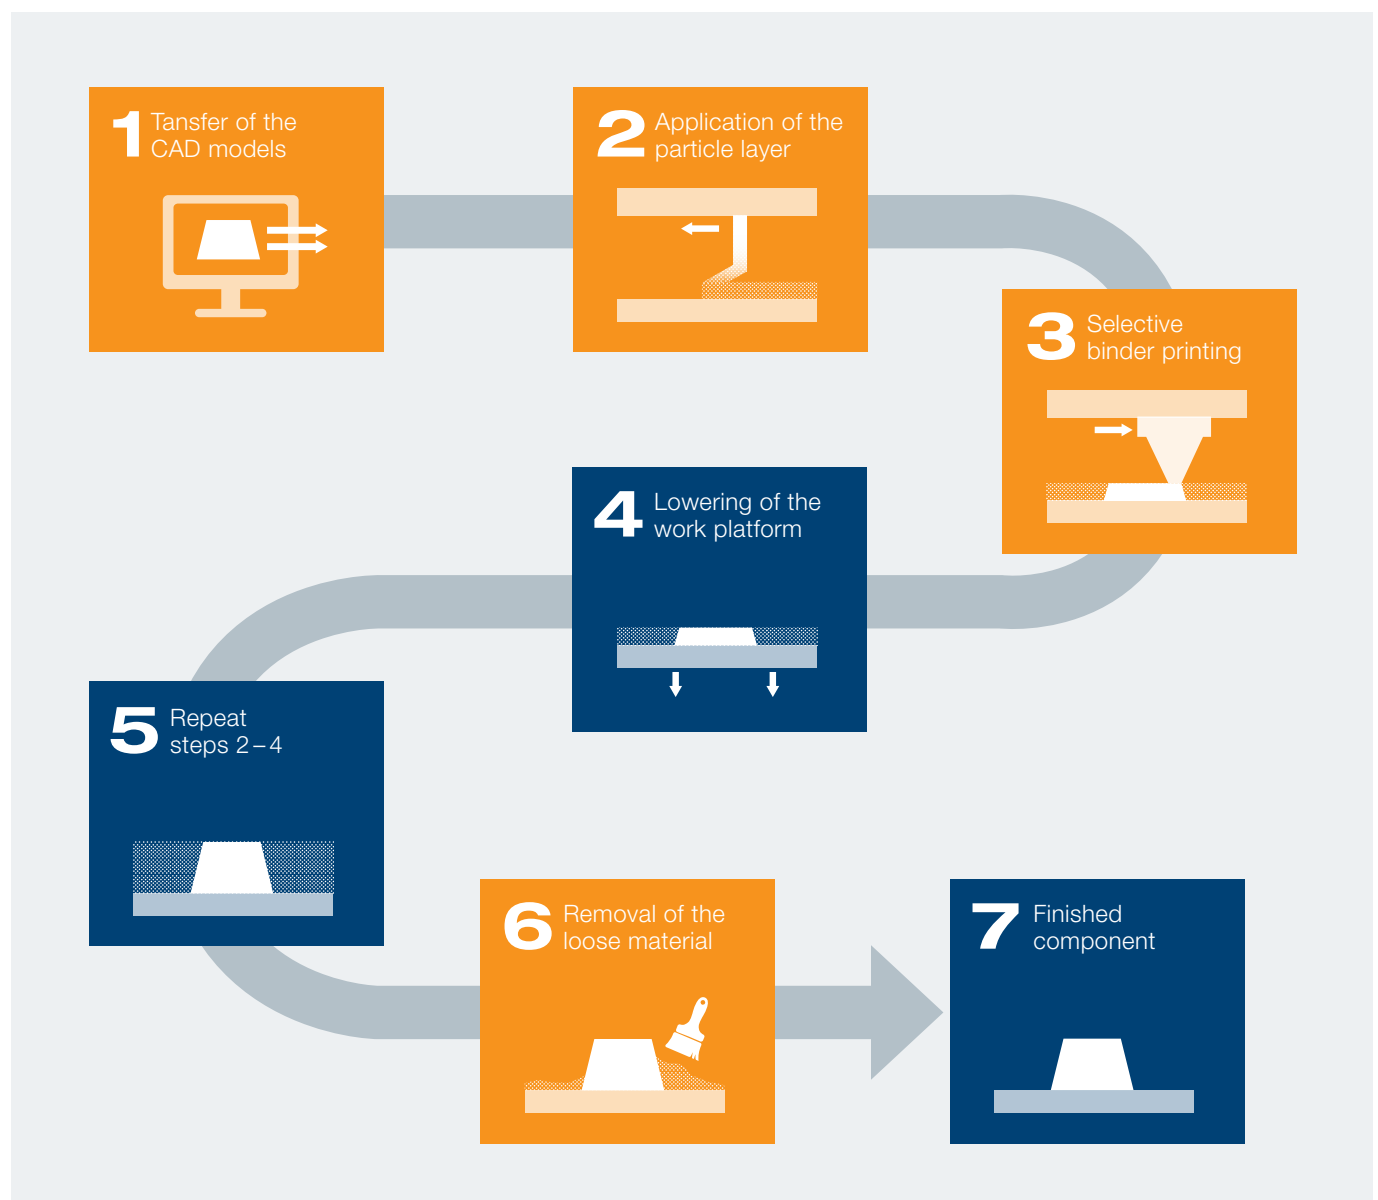 1 Tansfer of the
CAD models
2 Application of the
particle layer
3 Selective
binder printing
4 Lowering of the
work platform
5 Repeat
steps 2 – 4
6 Removal of the
loose material
7 Finished
component